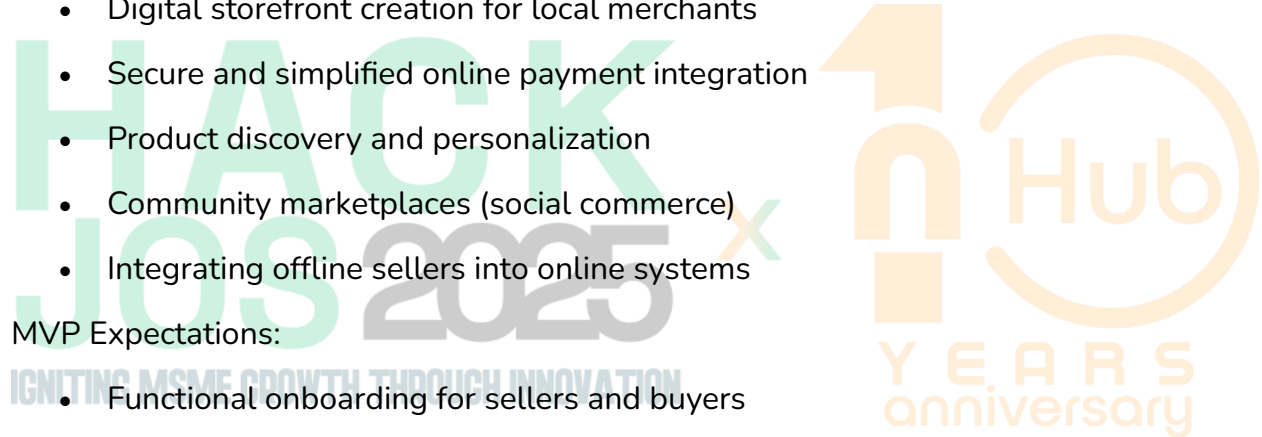 • Digital storefront creation for local merchants
• Secure and simplified online payment integration
• Product discovery and personalization
• Community marketplaces (social commerce)
• Integrating offline sellers into online systems
MVP Expectations:
• Functional onboarding for sellers and buyers
HACK
JOS 2025
IGNITING MSME GROWTH THROUGH INNOVATION
x
10
n Hub
YEARS
anniversary